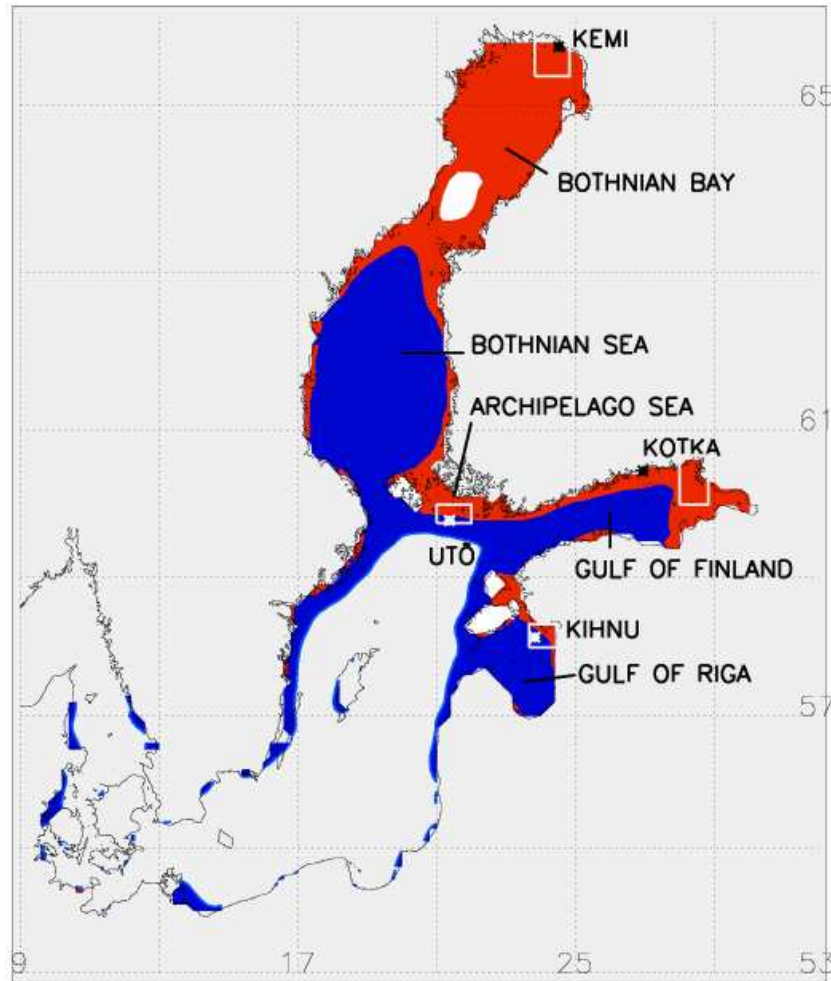 KEMI
65
BOTHNIAN BAY
BOTHNIAN SEA
ARCHIPELAGO SEA
61
KOTKA
UTÖ
GULF OF FINLAND
KIHNU
GULF OF RIGA
57
9
17
25
53